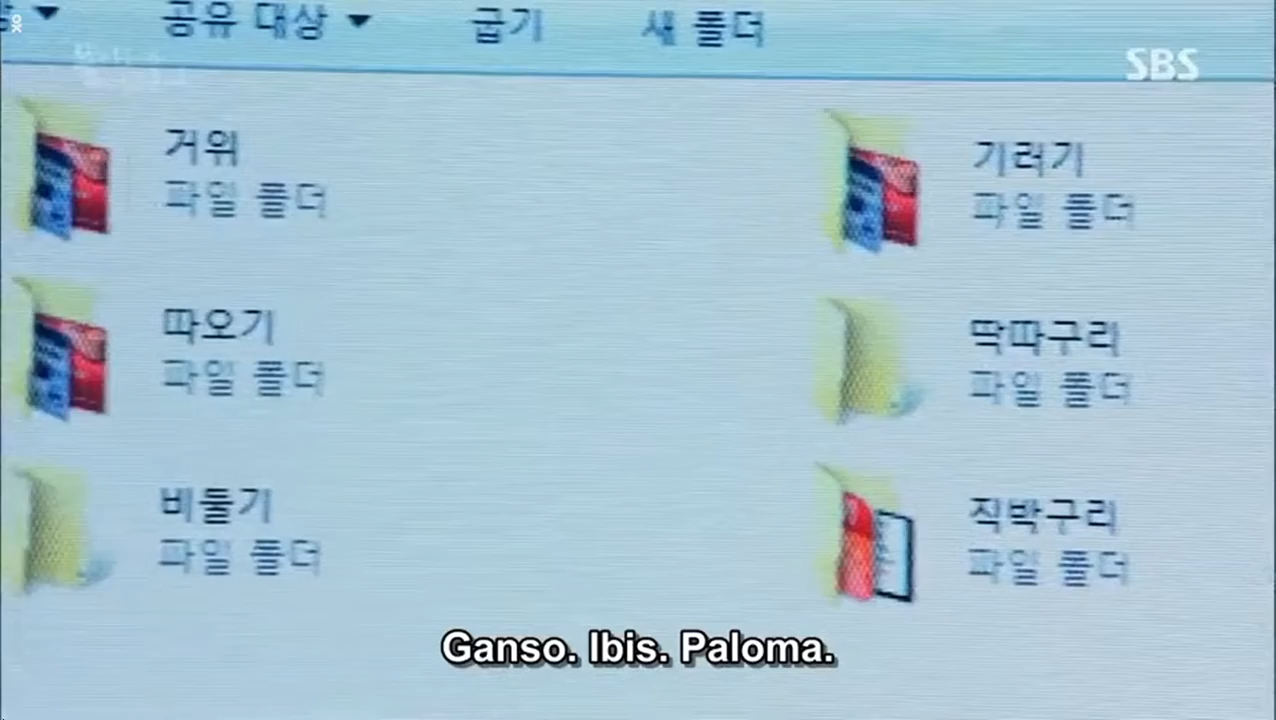 공유 대상 ▼ 굽기 새 폴더
SBS
거위
파일 폴더
기러기
파일 폴더
따오기
파일 폴더
딱따구리
파일 폴더
비둘기
파일 폴더
직박구리
파일 폴더
Ganso. Ibis. Paloma.